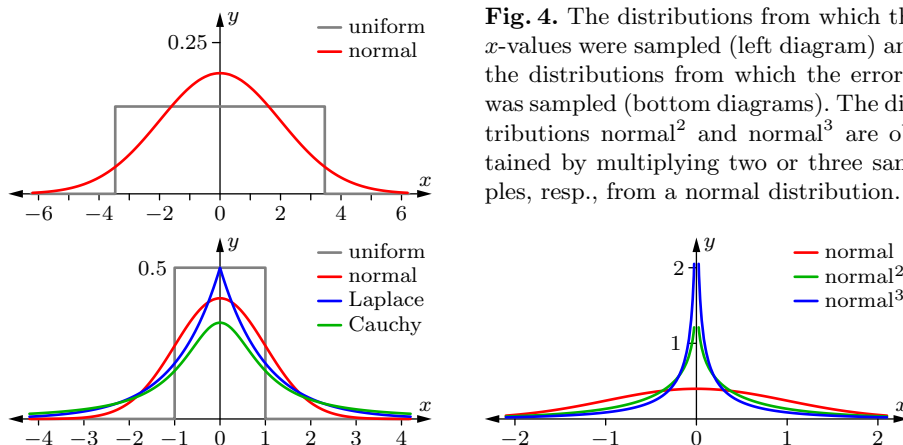 y
uniform
normal
0.25
x
−6 −4 −2 0 2 4 6
Fig. 4. The distributions from which th
x-values were sampled (left diagram) an
the distributions from which the error
was sampled (bottom diagrams). The di
tributions normal² and normal³ are o
tained by multiplying two or three sam
ples, resp., from a normal distribution.
y
uniform
normal
Laplace
Cauchy
0.5
x
−4 −3 −2 −1 0 1 2 3 4
y
normal
normal²
normal³
2
1
x
−2 −1 0 1 2